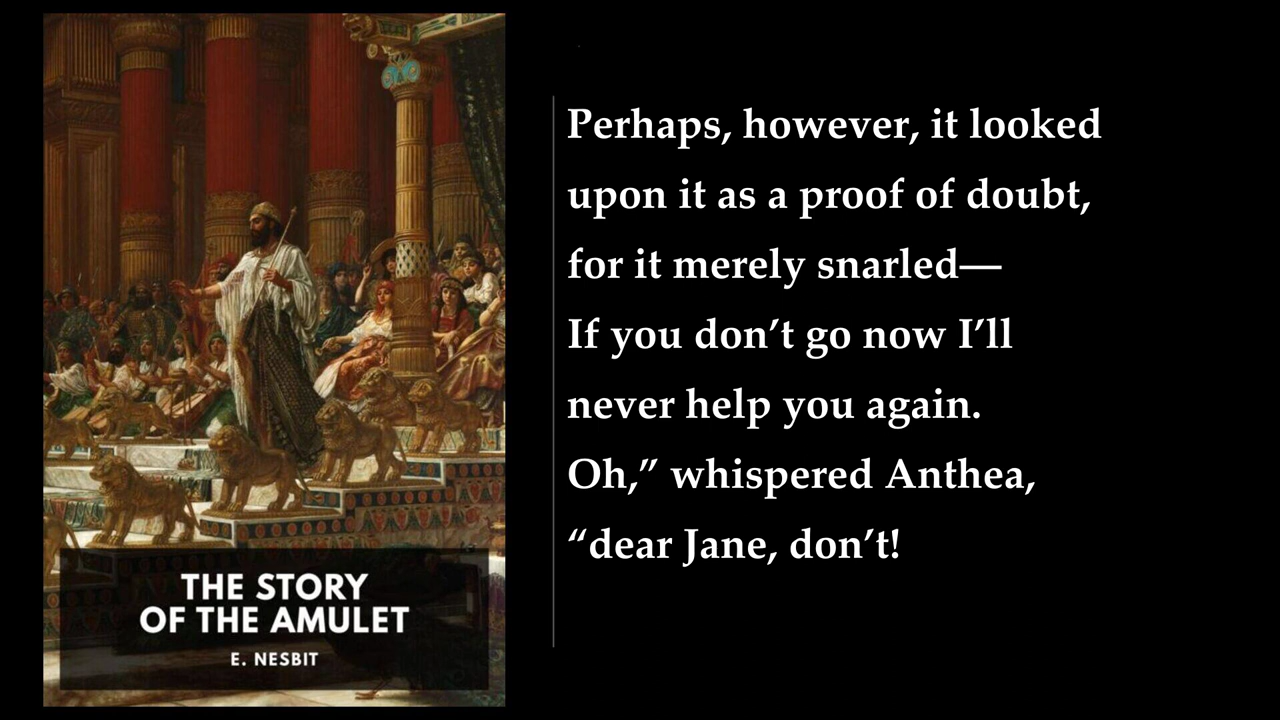 Perhaps, however, it looked
upon it as a proof of doubt,
for it merely snarled—
If you don’t go now I’ll
never help you again.
Oh,” whispered Anthea,
“dear Jane, don’t!
THE STORY
OF THE AMULET
E. NESBIT